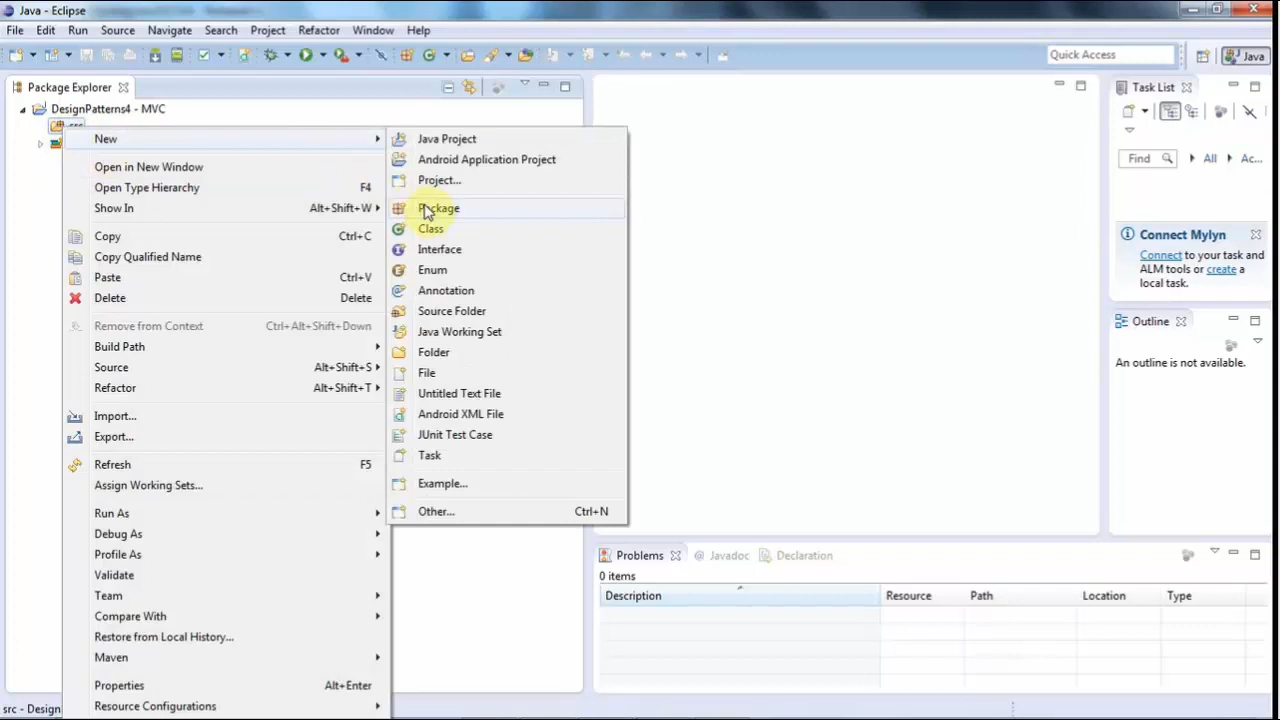 Java - Eclipse
File Edit Run Source Navigate Search Project Refactor Window Help
Quick Access
Java
Package Explorer
DesignPatterns4 - MVC
src
New
Open in New Window
Open Type Hierarchy F4
Show In Alt+Shift+W
Copy Ctrl+C
Copy Qualified Name
Paste Ctrl+V
Delete Delete
Remove from Context Ctrl+Alt+Shift+Down
Build Path
Source Alt+Shift+S
Refactor Alt+Shift+T
Import...
Export...
Refresh F5
Assign Working Sets...
Run As
Debug As
Profile As
Validate
Team
Compare With
Restore from Local History...
Maven
Properties Alt+Enter
Resource Configurations
Java Project
Android Application Project
Project...
Package
Class
Interface
Enum
Annotation
Source Folder
Java Working Set
Folder
File
Untitled Text File
Android XML File
JUnit Test Case
Task
Example...
Other... Ctrl+N
Task List
Find All Ac...
Connect Mylyn
Connect to your task and
ALM tools or create a
local task.
Outline
An outline is not available.
Problems Javadoc Declaration
0 items
Description Resource Path Location Type
src - Design